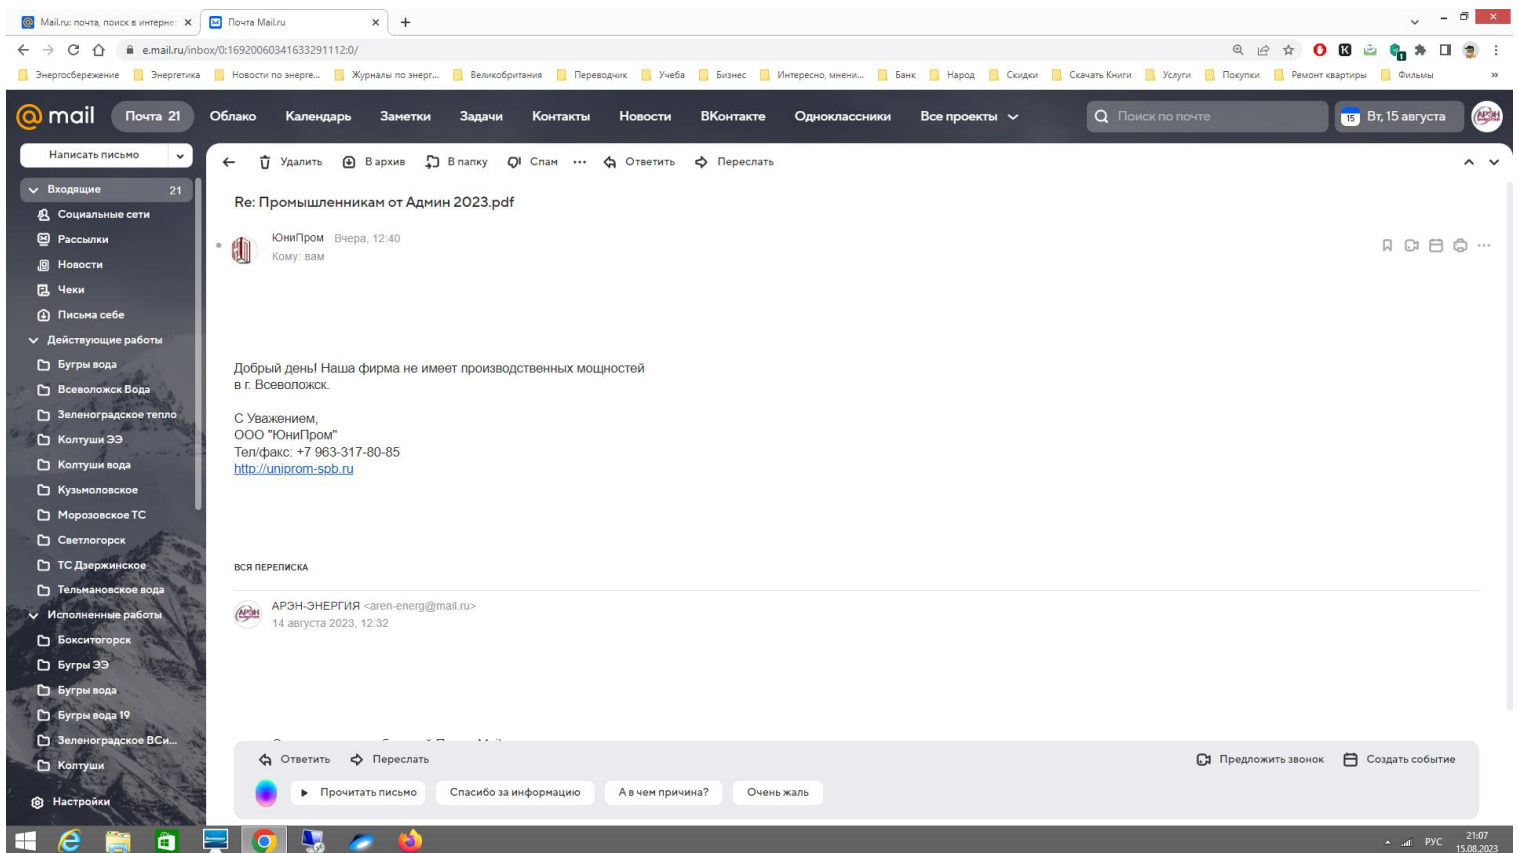 Mail.ru: почта, поиск в интерне
Почта Mail.ru
e.mail.ru/inbox/0:16920060341633291112:0/
Энергосбережение Энергетика Новости по энерге... Журналы по энерг... Великобритания Переводчик Учеба Бизнес Интересно, мнени... Банк Народ Скидки Скачать Книги Услуги Покупки Ремонт квартиры Фильмы »
@mail Почта 21 Облако Календарь Заметки Задачи Контакты Новости ВКонтакте Одноклассники Все проекты Поиск по почте 15 Вт, 15 августа АРЭН
Написать письмо
Удалить В архив В папку Спам ... Ответить Переслать
Входящие 21
Социальные сети
Рассылки
Новости
Чеки
Письма себе
Действующие работы
Бугры вода
Всеволожск Вода
Зеленоградское тепло
Колтуши ЭЭ
Колтуши вода
Кузьмоловское
Морозовское ТС
Светлогорск
ТС Дзержинское
Тельмановское вода
Исполненные работы
Бокситогорск
Бугры ЭЭ
Бугры вода
Бугры вода 19
Зеленоградское ВСи...
Колтуши
Настройки
Re: Промышленникам от Админ 2023.pdf
ЮниПром Вчера, 12:40
Кому: вам
Добрый день! Наша фирма не имеет производственных мощностей
в г. Всеволожск.
С Уважением,
ООО "ЮниПром"
Тел/факс: +7 963-317-80-85
http://uniprom-spb.ru
ВСЯ ПЕРЕПИСКА
АРЭН
АРЭН-ЭНЕРГИЯ <aren-energ@mail.ru>
14 августа 2023, 12:32
Ответить Переслать Предложить звонок Создать событие
Прочитать письмо Спасибо за информацию А в чем причина? Очень жаль
РУС
21:07
15.08.2023